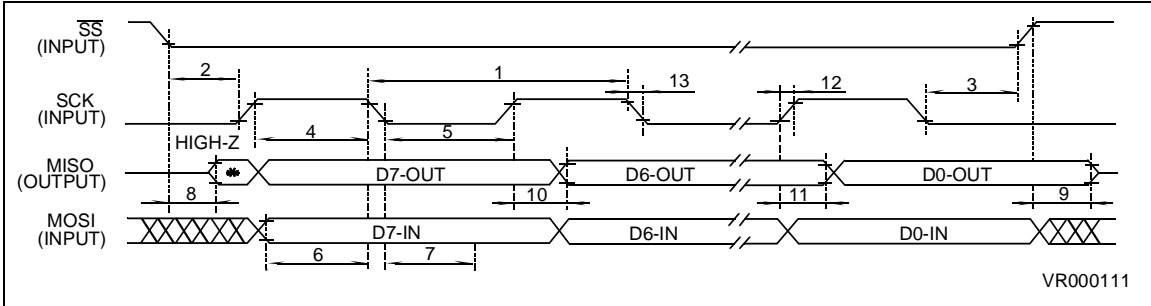 SS
(INPUT)
2
1
13
12
3
SCK
(INPUT)
4
5
HIGH-Z
MISO
(OUTPUT)
D7-OUT
D6-OUT
D0-OUT
8
10
11
9
MOSI
(INPUT)
D7-IN
D6-IN
D0-IN
6
7
VR000111